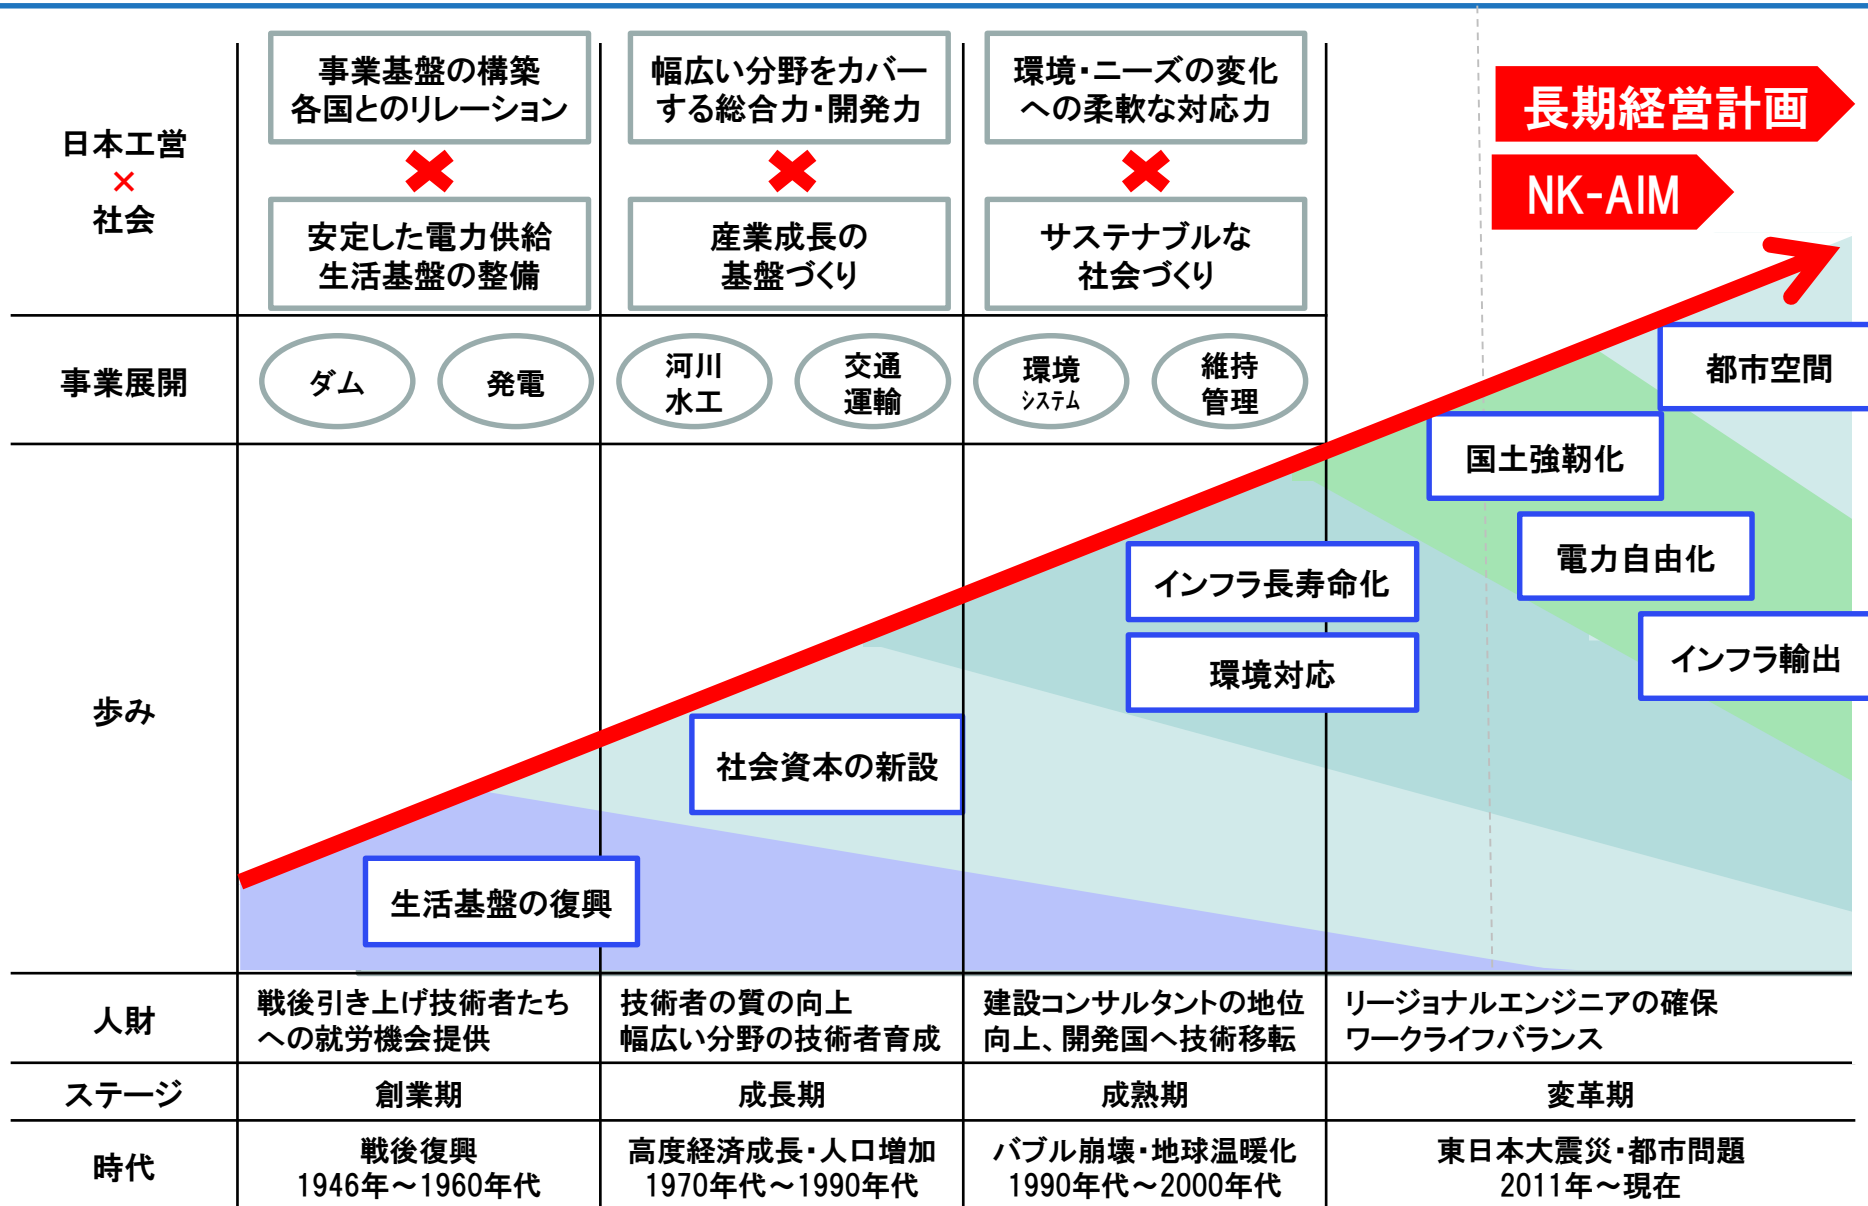 日本工営
×
社会
事業基盤の構築
各国とのリレーション
安定した電力供給
生活基盤の整備
幅広い分野をカバー
する総合力・開発力
産業成長の
基盤づくり
環境・ニーズの変化
への柔軟な対応力
サステナブルな
社会づくり
長期経営計画
NK-AIM
事業展開
ダム
発電
河川
水工
交通
運輸
環境
システム
維持
管理
都市空間
国土強靭化
電力自由化
インフラ輸出
インフラ長寿命化
環境対応
歩み
社会資本の新設
生活基盤の復興
人財
戦後引き上げ技術者たち
への就労機会提供
技術者の質の向上
幅広い分野の技術者育成
建設コンサルタントの地位
向上、開発国へ技術移転
リージョナルエンジニアの確保
ワークライフバランス
ステージ
創業期
成長期
成熟期
変革期
時代
戦後復興
1946年～1960年代
高度経済成長・人口増加
1970年代～1990年代
バブル崩壊・地球温暖化
1990年代～2000年代
東日本大震災・都市問題
2011年～現在